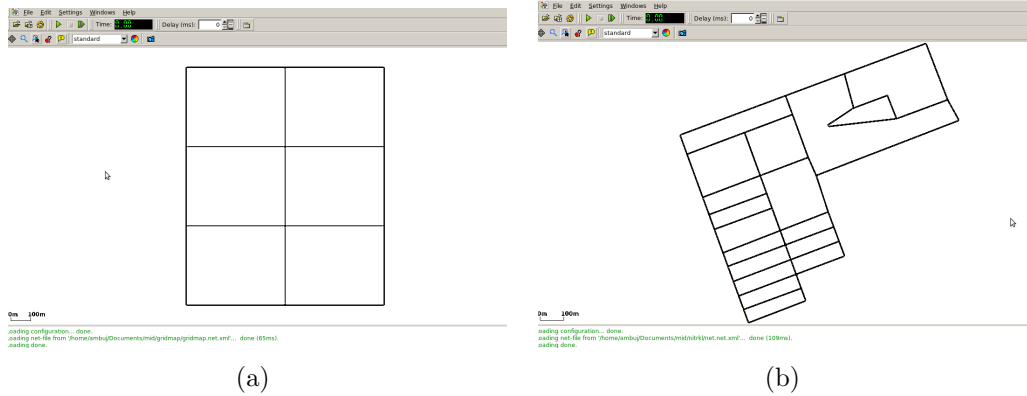 File Edit Settings Windows Help
Time: Delay (ms): 0
standard
0m 100m
.oading configuration... done.
.oading net-file from '/home/ambuj/Documents/mid/gridmap/gridmap.net.xml'... done (65ms).
.oading done.
(a)
File Edit Settings Windows Help
Time: Delay (ms): 0
standard
0m 100m
.oading configuration... done.
.oading net-file from '/home/ambuj/Documents/mid/nitrkl/net.net.xml'... done (109ms).
.oading done.
(b)